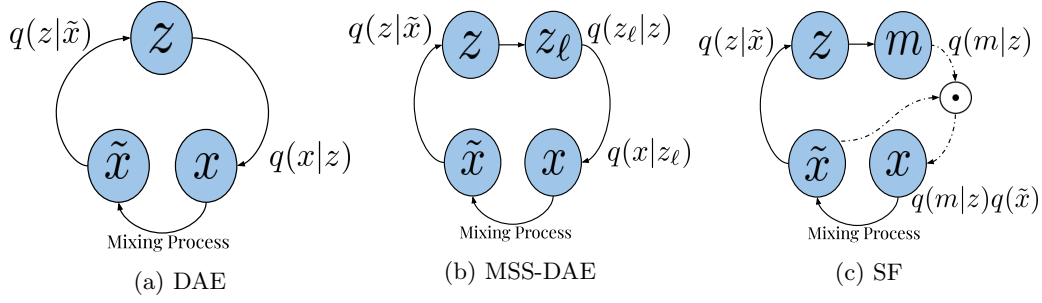 q(z|x̃)
z
x̃
x
q(x|z)
Mixing Process
(a) DAE
q(z|x̃)
z
z_ℓ
q(z_ℓ|z)
x̃
x
q(x|z_ℓ)
Mixing Process
(b) MSS-DAE
q(z|x̃)
z
m
q(m|z)
x̃
x
q(m|z)q(x̃)
Mixing Process
(c) SF